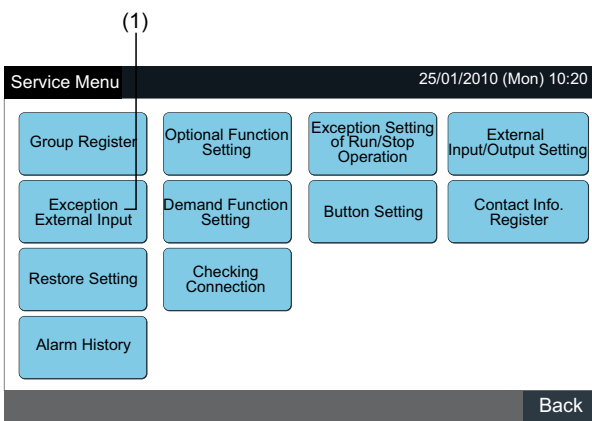 (1)
Service Menu
25/01/2010 (Mon) 10:20
Group Register
Optional Function
Setting
Exception Setting
of Run/Stop
Operation
External
Input/Output Setting
Exception
External Input
Demand Function
Setting
Button Setting
Contact Info.
Register
Restore Setting
Checking
Connection
Alarm History
Back